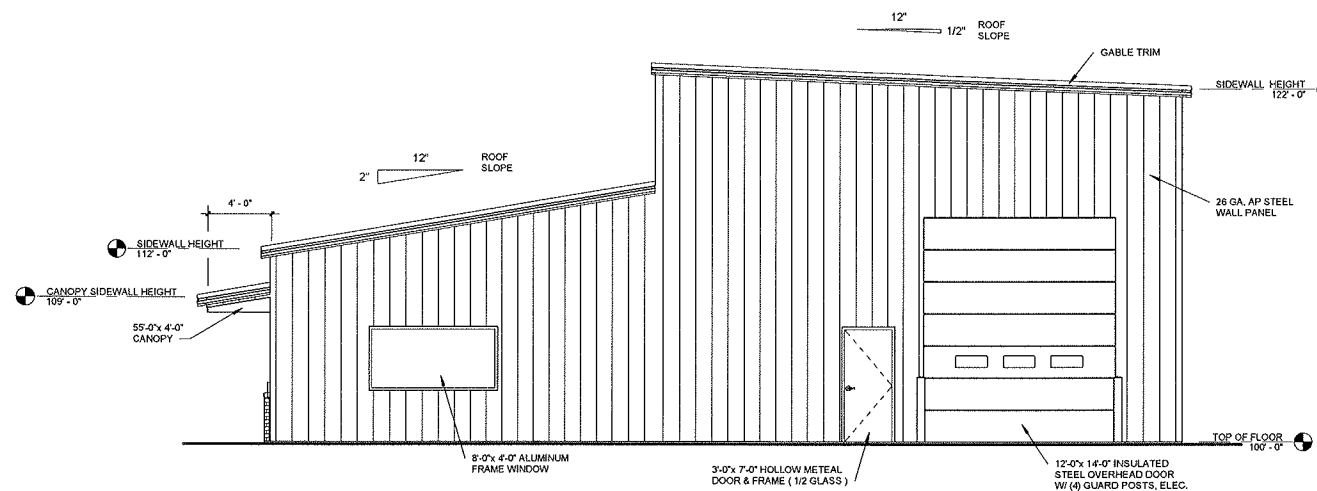 12"
1/2"
ROOF
SLOPE
GABLE TRIM
SIDEWALL HEIGHT
122' - 0"
12"
2"
ROOF
SLOPE
26 GA. AP STEEL
WALL PANEL
4' - 0"
SIDEWALL HEIGHT
112' - 0"
CANOPY SIDEWALL HEIGHT
109' - 0"
55'-0"x 4'-0"
CANOPY
TOP OF FLOOR
100' - 0"
8'-0"x 4'-0" ALUMINUM
FRAME WINDOW
3'-0"x 7'-0" HOLLOW METEAL
DOOR & FRAME ( 1/2 GLASS )
12'-0"x 14'-0" INSULATED
STEEL OVERHEAD DOOR
W/ (4) GUARD POSTS, ELEC.